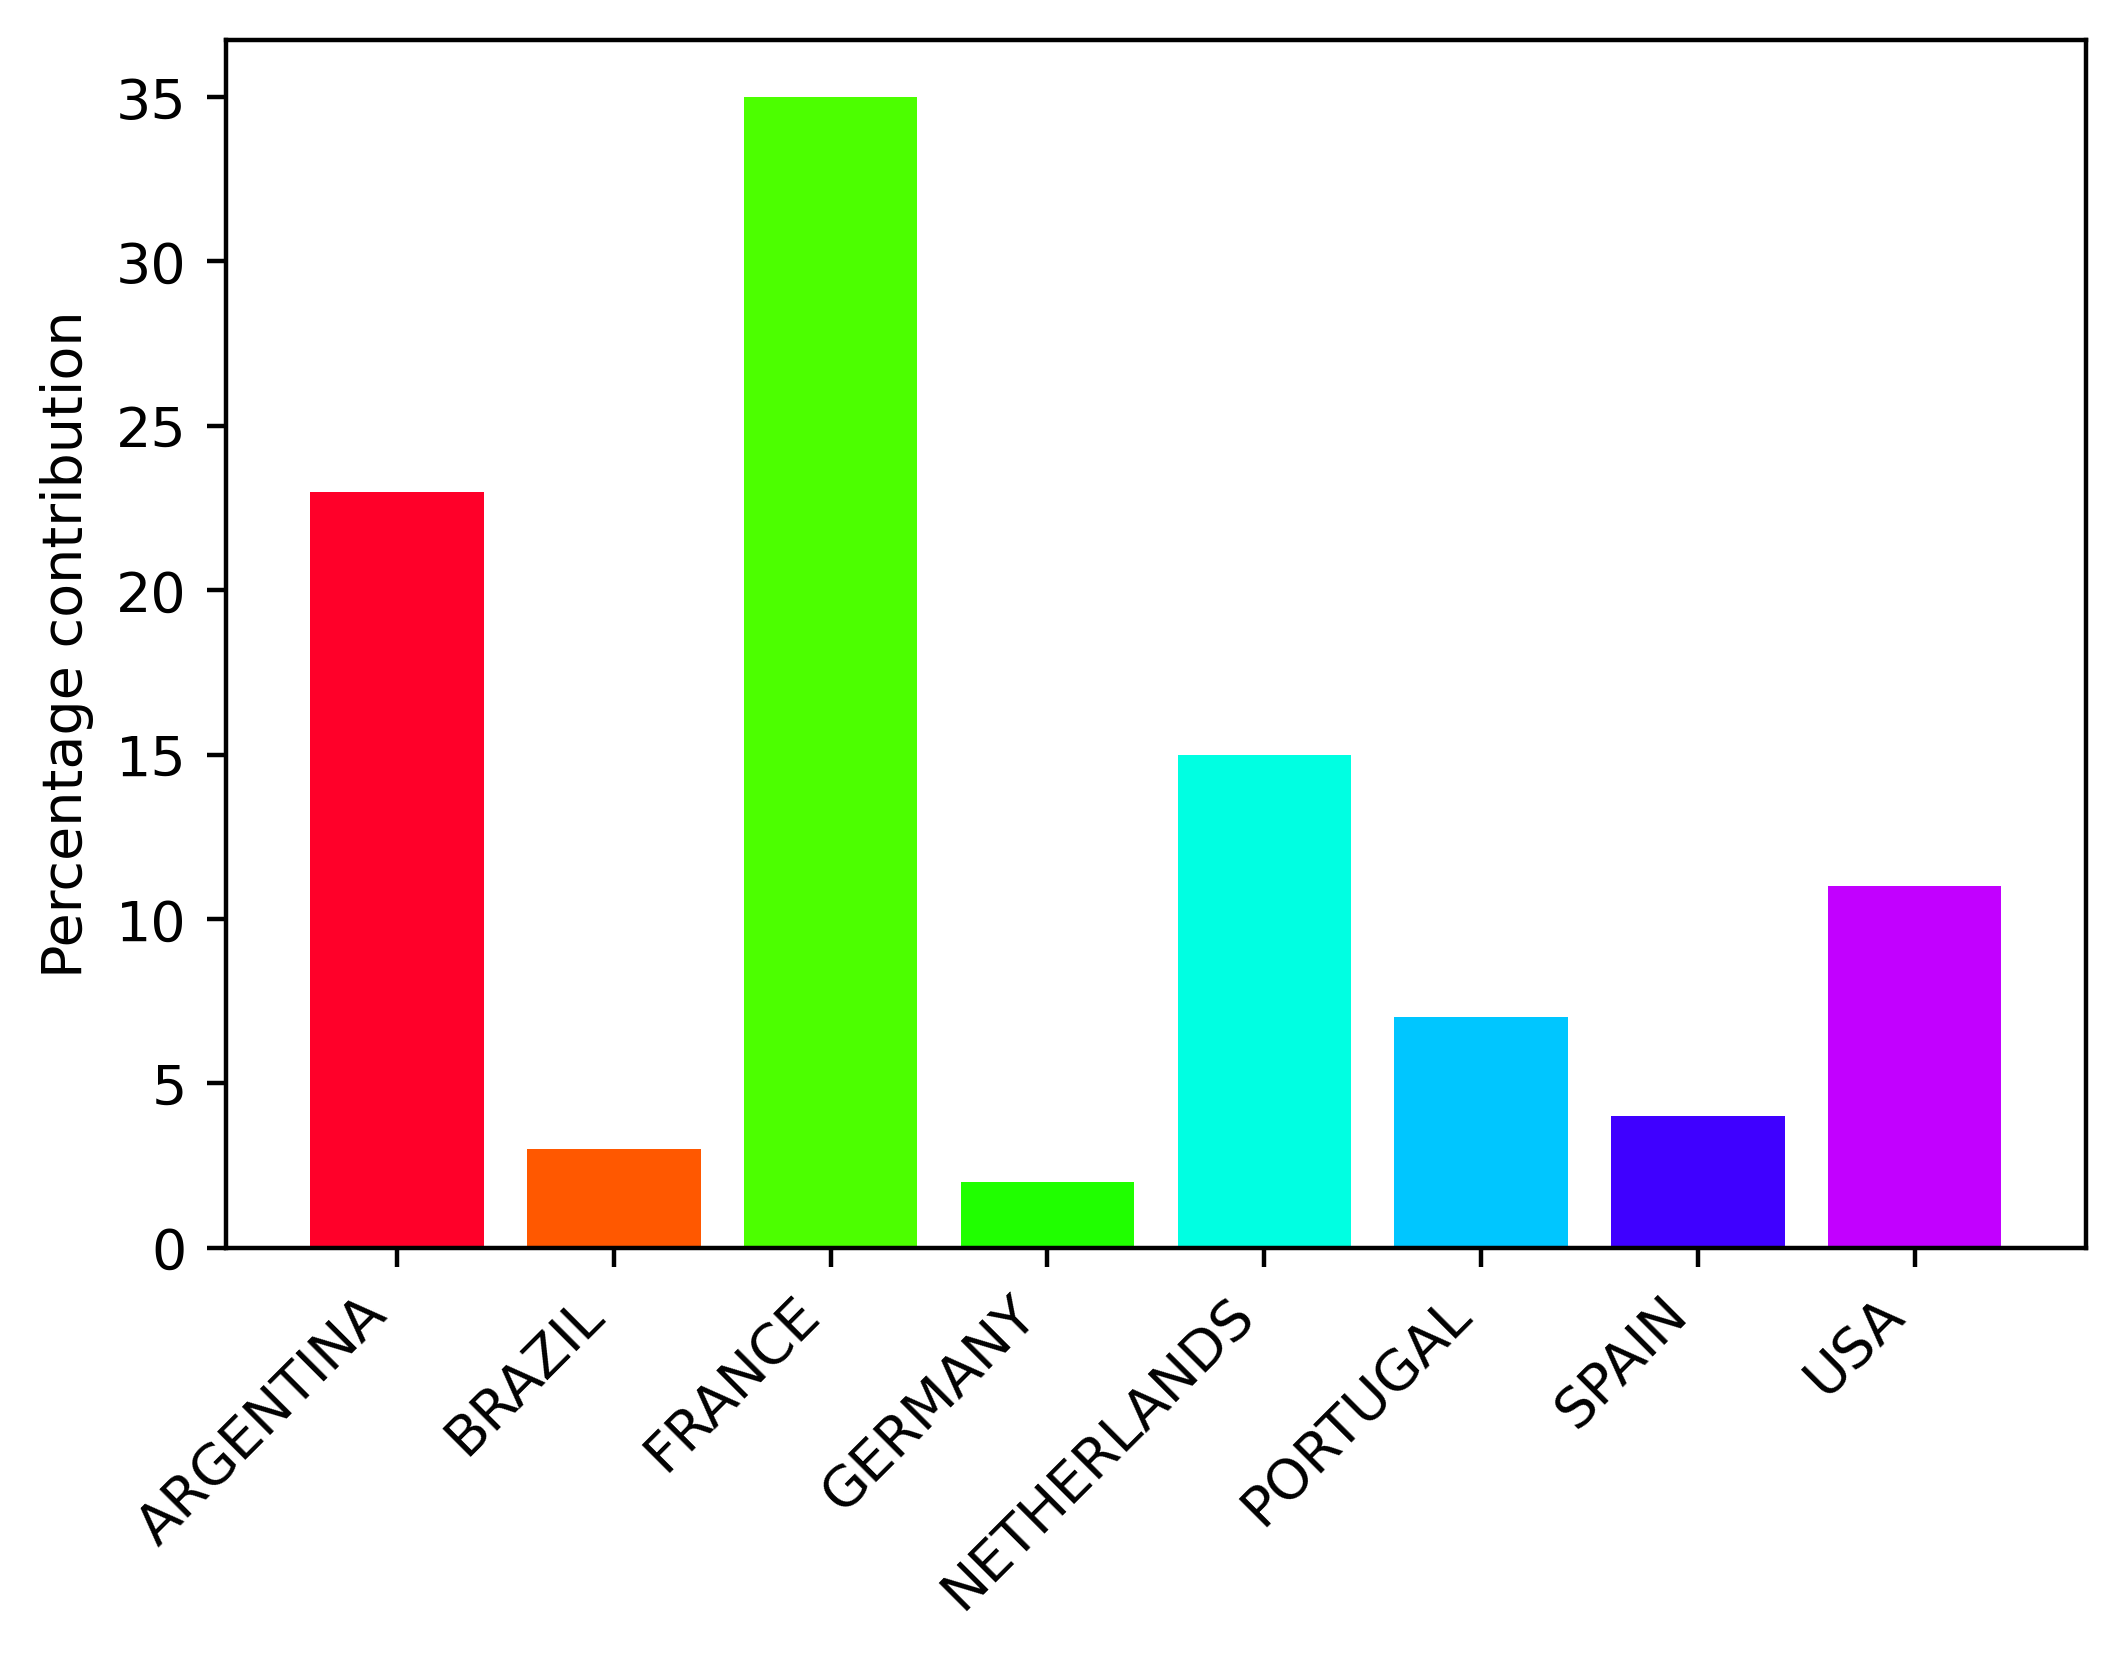 Percentage contribution
35
30
25
20
15
10
5
0
ARGENTINA
BRAZIL
FRANCE
GERMANY
NETHERLANDS
PORTUGAL
SPAIN
USA